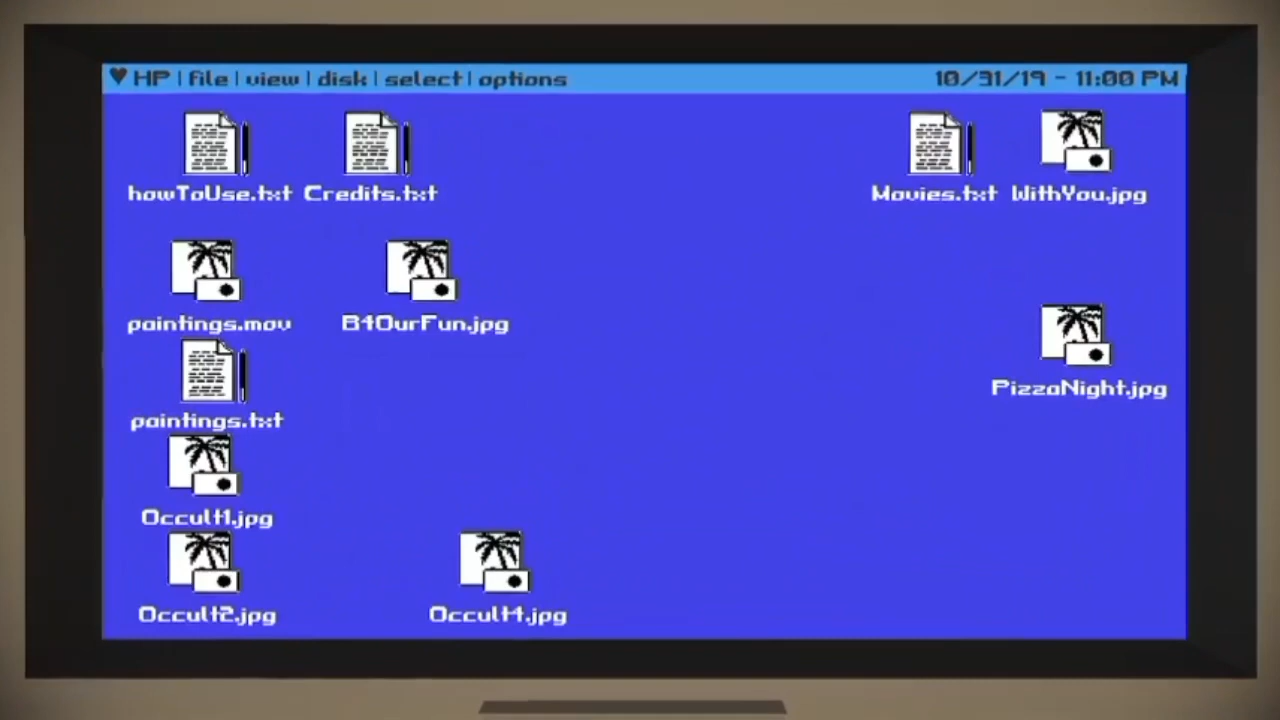 ♥ HP | file | view | disk | select | options 10/31/19 - 11:00 PM
howToUse.txt Credits.txt Movies.txt WithYou.jpg
paintings.mov B4OurFun.jpg
PizzaNight.jpg
paintings.txt
Occult1.jpg
Occult2.jpg Occult4.jpg